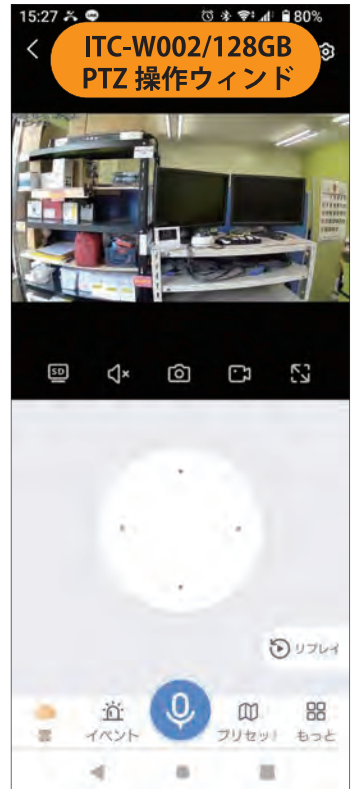 15:27
80%
ITC-W002/128GB
PTZ 操作ウィンド
SD
リプレイ
雲
イベント
プリセット
もっと